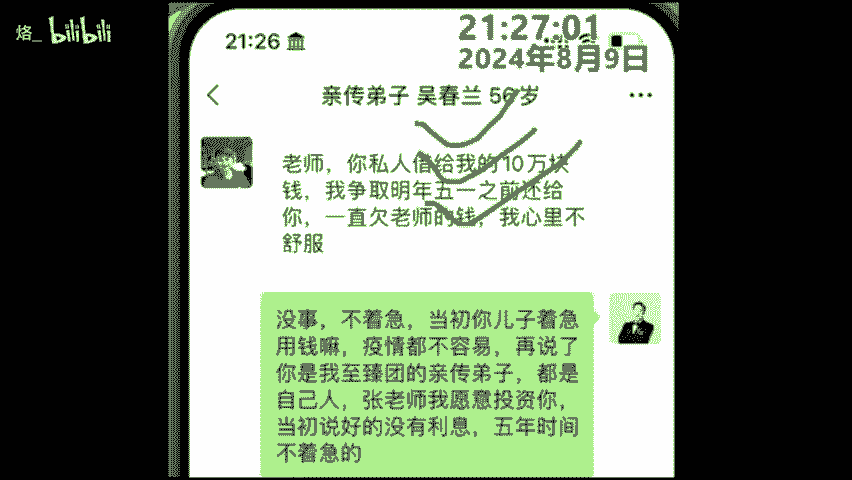 烙_ bilibili
21:27:01
21:26
2024年8月9日
亲传弟子 吴春兰 56岁
老师，你私人借给我的10万块
钱，我争取明年五一之前还给
你，一直欠老师的钱，我心里不
舒服
没事，不着急，当初你儿子着急
用钱嘛，疫情都不容易，再说了
你是我至臻团的亲传弟子，都是
自己人，张老师我愿意投资你，
当初说好的没有利息，五年时间
不着急的